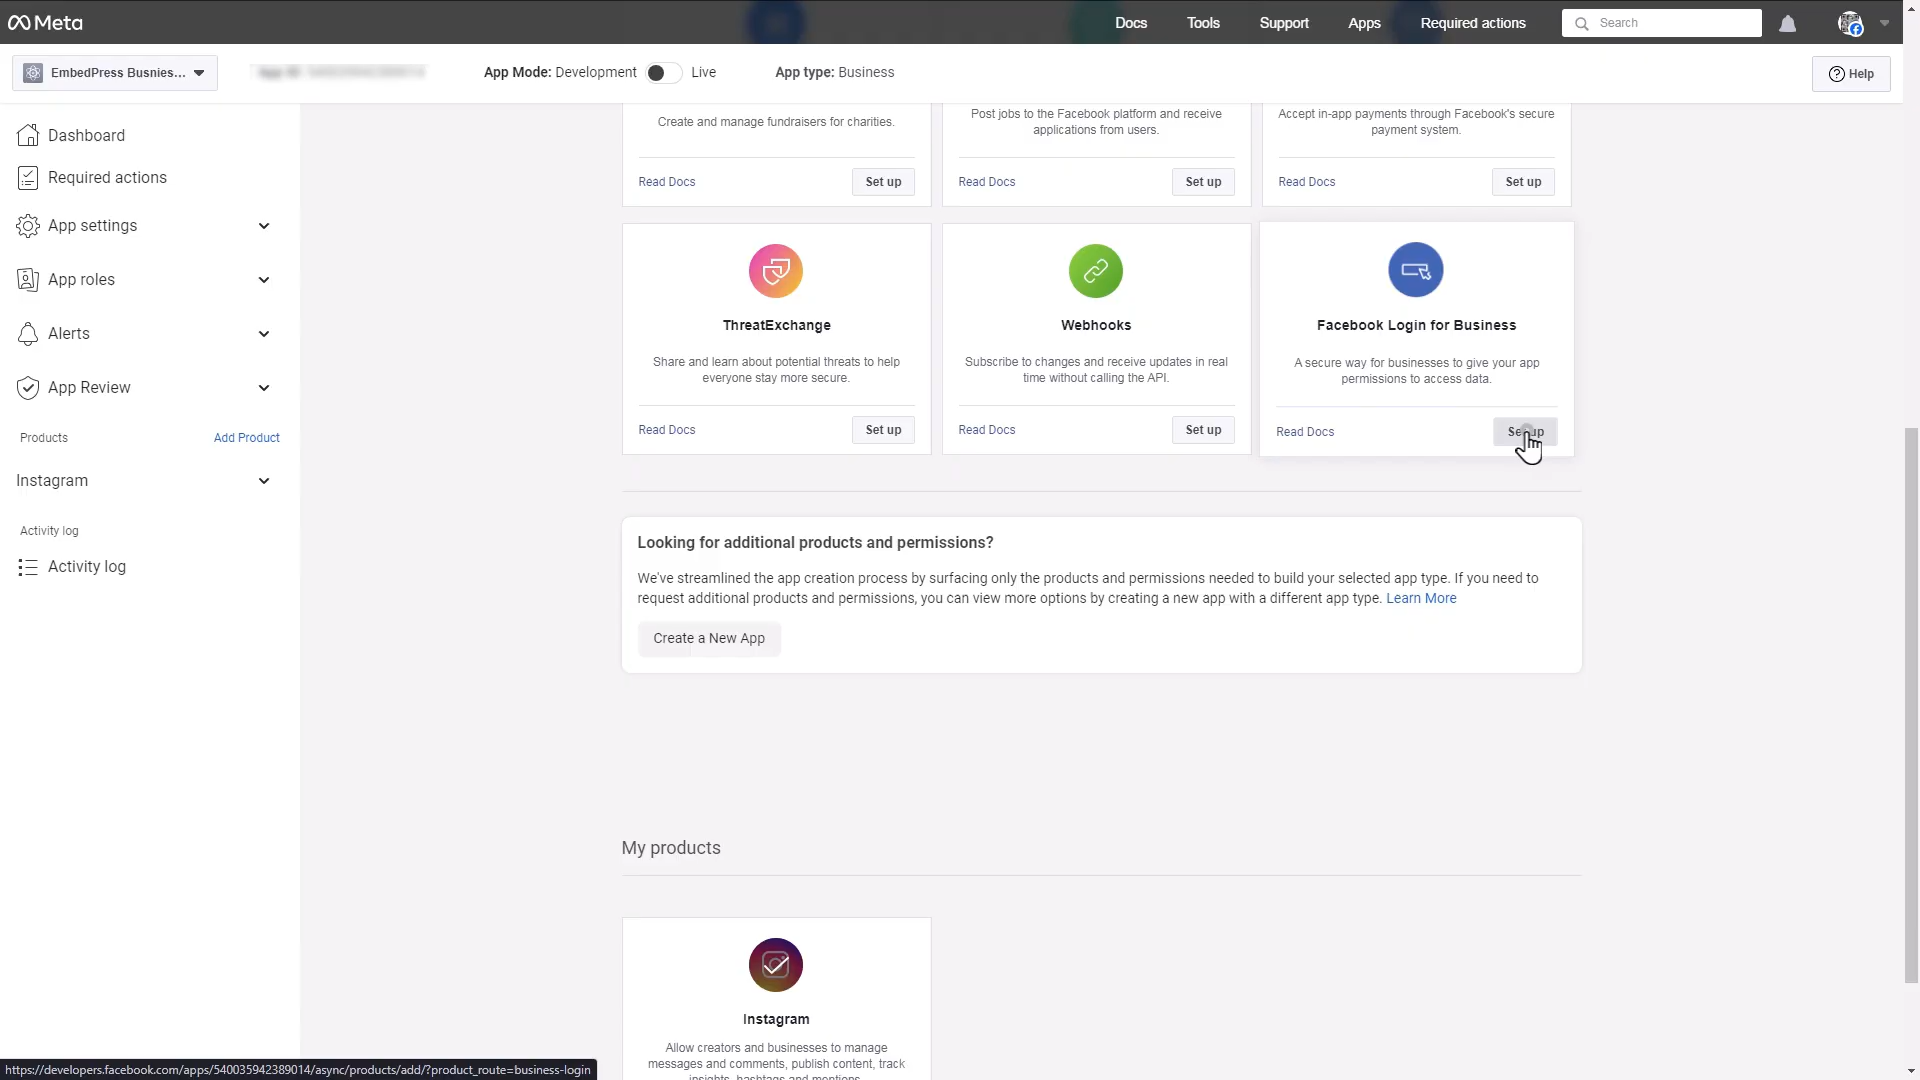 Meta
Docs
Tools
Support
Apps
Required actions
Search
EmbedPress Busnies...
App Mode: Development
Live
App type: Business
Help
Dashboard
Required actions
App settings
App roles
Alerts
App Review
Products
Add Product
Instagram
Activity log
Activity log
Create and manage fundraisers for charities.
Read Docs
Set up
Post jobs to the Facebook platform and receive
applications from users.
Read Docs
Set up
Accept in-app payments through Facebook's secure
payment system.
Read Docs
Set up
ThreatExchange
Share and learn about potential threats to help
everyone stay more secure.
Read Docs
Set up
Webhooks
Subscribe to changes and receive updates in real
time without calling the API.
Read Docs
Set up
Facebook Login for Business
A secure way for businesses to give your app
permissions to access data.
Read Docs
Set up
Looking for additional products and permissions?
We've streamlined the app creation process by surfacing only the products and permissions needed to build your selected app type. If you need to
request additional products and permissions, you can view more options by creating a new app with a different app type. Learn More
Create a New App
My products
Instagram
Allow creators and businesses to manage
messages and comments, publish content, track
insights, hashtags and mentions.
https://developers.facebook.com/apps/540035942389014/async/products/add/?product_route=business-login